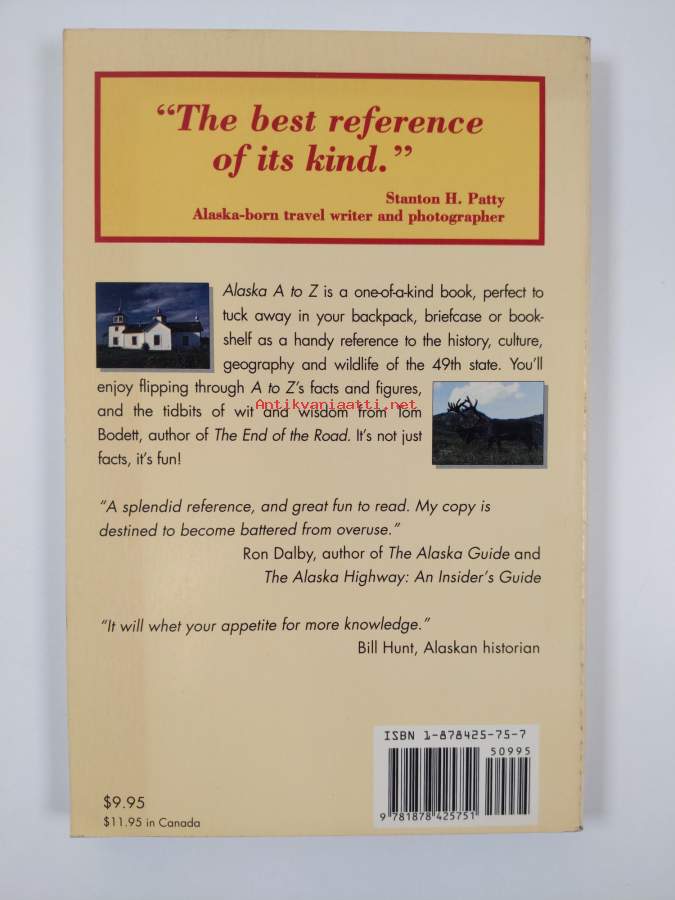 “The best reference
of its kind.”
Stanton H. Patty
Alaska-born travel writer and photographer
Alaska A to Z is a one-of-a-kind book, perfect to
tuck away in your backpack, briefcase or book-
shelf as a handy reference to the history, culture,
geography and wildlife of the 49th state. You’ll
enjoy flipping through A to Z’s facts and figures,
Antikvariaatti.net
and the tidbits of wit and wisdom from Tom
Bodett, author of The End of the Road. It’s not just
facts, it’s fun!
“A splendid reference, and great fun to read. My copy is
destined to become battered from overuse.”
Ron Dalby, author of The Alaska Guide and
The Alaska Highway: An Insider’s Guide
“It will whet your appetite for more knowledge.”
Bill Hunt, Alaskan historian
ISBN 1-878425-75-7
50995
9 781878 425751
$9.95
$11.95 in Canada